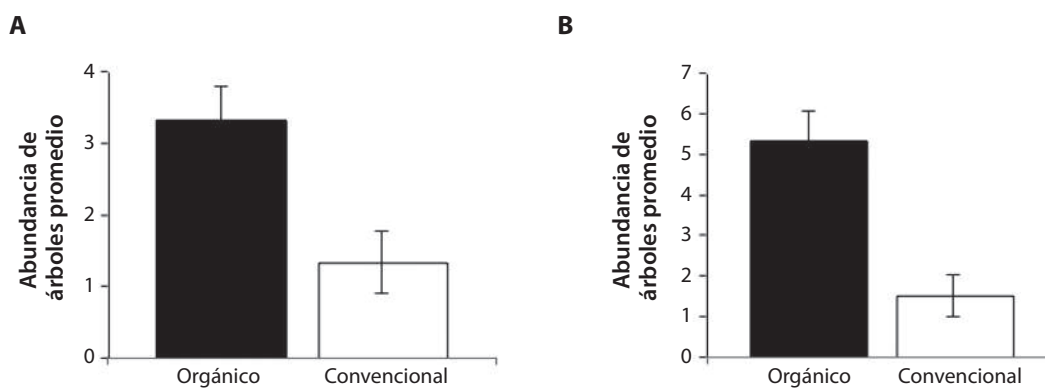 A
Abundancia de
árboles promedio
4
3
2
1
0
Orgánico
Convencional
B
Abundancia de
árboles promedio
7
6
5
4
3
2
1
0
Orgánico
Convencional